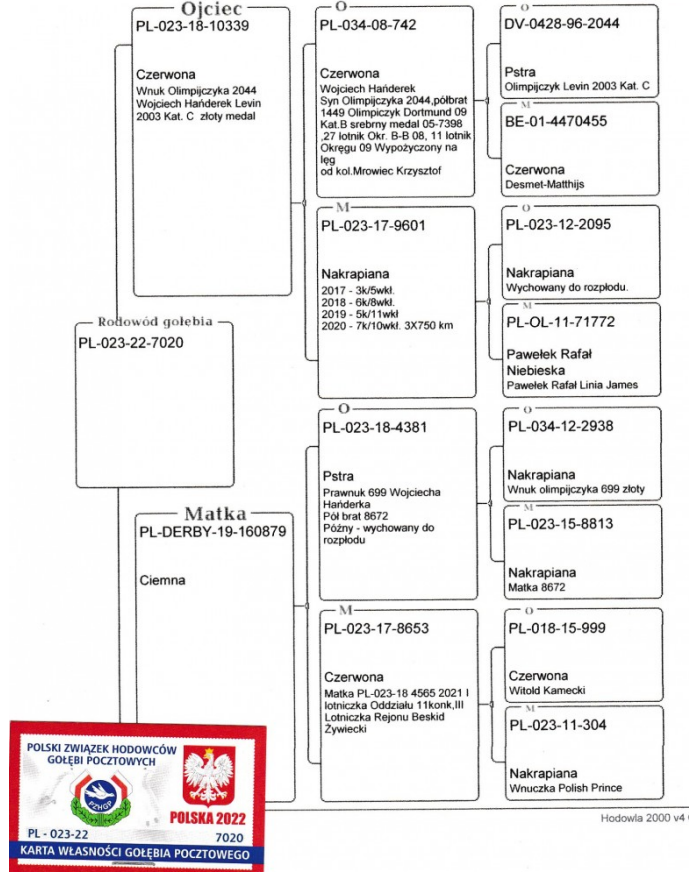 Ojciec
PL-023-18-10339
Czerwona
Wnuk Olimpijczyka 2044
Wojciech Hańderek Levin
2003 Kat. C złoty medal
O
PL-034-08-742
Czerwona
Wojciech Hańderek
Syn Olimpijczyka 2044,półbrat
1449 Olimpiczyk Dortmund 09
Kat.B srebrny medal 05-7398
,27 lotnik Okr. B-B 08, 11 lotnik
Okręgu 09 Wypożyczony na
lęg
od kol.Mrowiec Krzysztof
O
DV-0428-96-2044
Pstra
Olimpijczyk Levin 2003 Kat. C
M
BE-01-4470455
Czerwona
Desmet-Matthijs
M
PL-023-17-9601
Nakrapiana
2017 - 3k/5wkł.
2018 - 6k/8wkł.
2019 - 5k/11wkł
2020 - 7k/10wkł. 3X750 km
O
PL-023-12-2095
Nakrapiana
Wychowany do rozpłodu.
M
PL-OL-11-71772
Pawełek Rafał
Niebieska
Pawełek Rafał Linia James
Rodowód gołębia
PL-023-22-7020
Matka
PL-DERBY-19-160879
Ciemna
O
PL-023-18-4381
Pstra
Prawnuk 699 Wojciecha
Hańderka
Pół brat 8672
Późny - wychowany do
rozpłodu
O
PL-034-12-2938
Nakrapiana
Wnuk olimpijczyka 699 złoty
M
PL-023-15-8813
Nakrapiana
Matka 8672
M
PL-023-17-8653
Czerwona
Matka PL-023-18 4565 2021 I
lotniczka Oddziału 11konk,III
Lotniczka Rejonu Beskid
Żywiecki
O
PL-018-15-999
Czerwona
Witold Kamecki
M
PL-023-11-304
Nakrapiana
Wnuczka Polish Prince
Hodowla 2000 v4
POLSKI ZWIĄZEK HODOWCÓW
GOŁĘBI POCZTOWYCH
PZHGP
POLSKA 2022
PL - 023-22 7020
KARTA WŁASNOŚCI GOŁĘBIA POCZTOWEGO